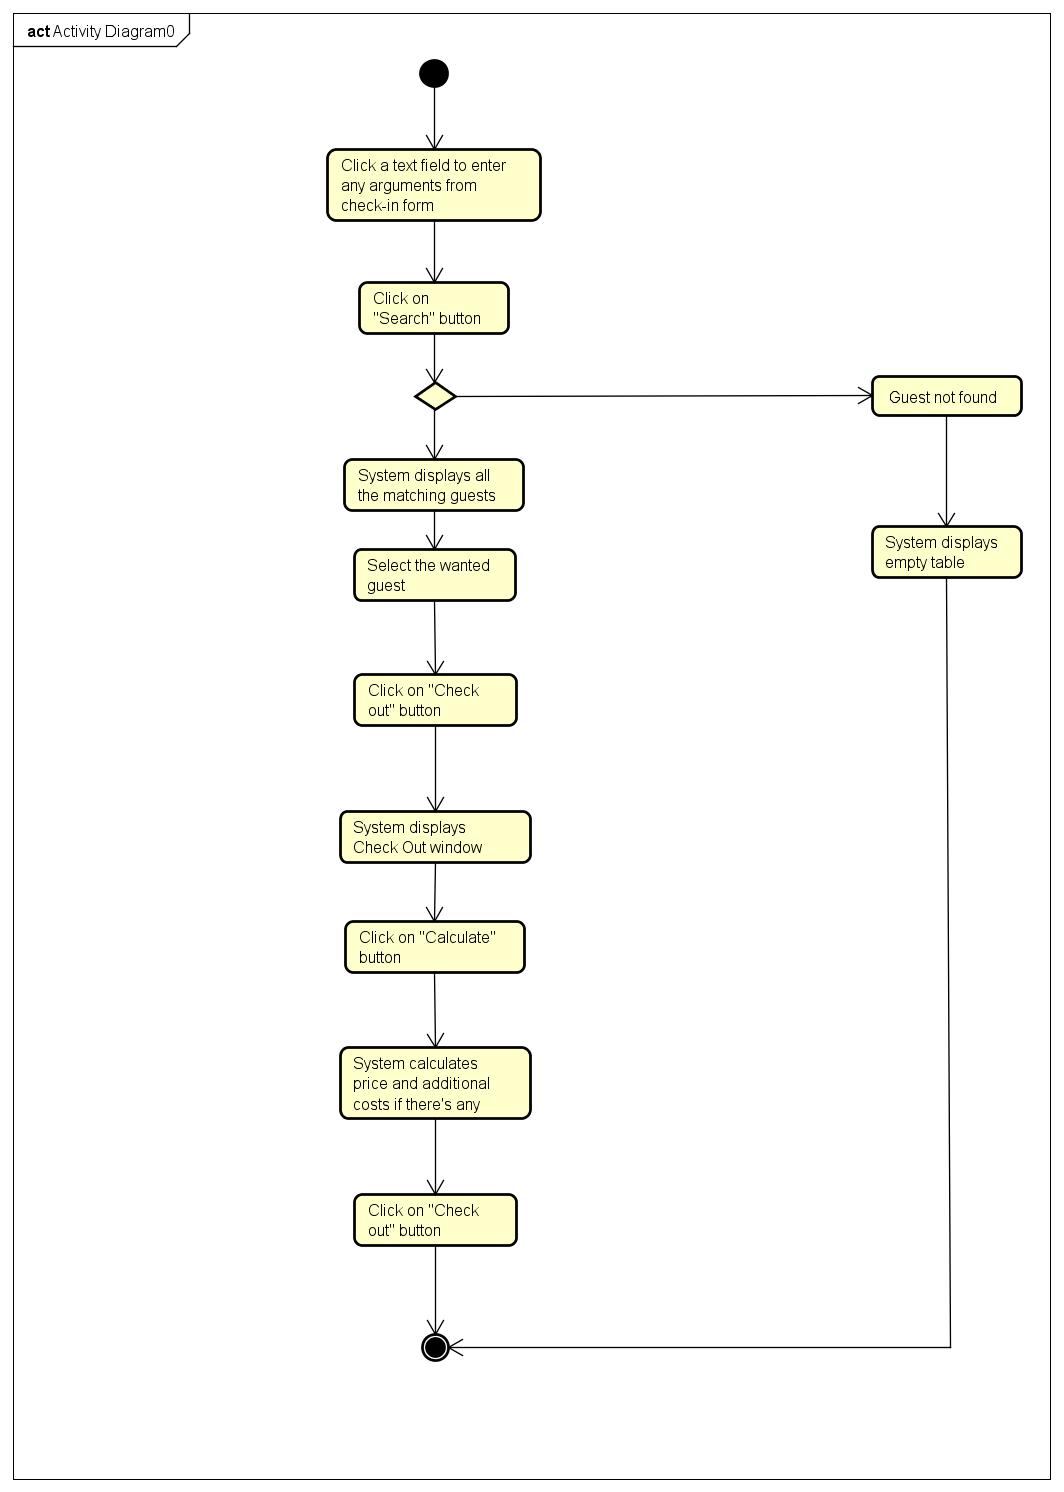 act Activity Diagram0
Click a text field to enter
any arguments from
check-in form
Click on
"Search" button
Guest not found
System displays all
the matching guests
System displays
empty table
Select the wanted
guest
Click on "Check
out" button
System displays
Check Out window
Click on "Calculate"
button
System calculates
price and additional
costs if there's any
Click on "Check
out" button